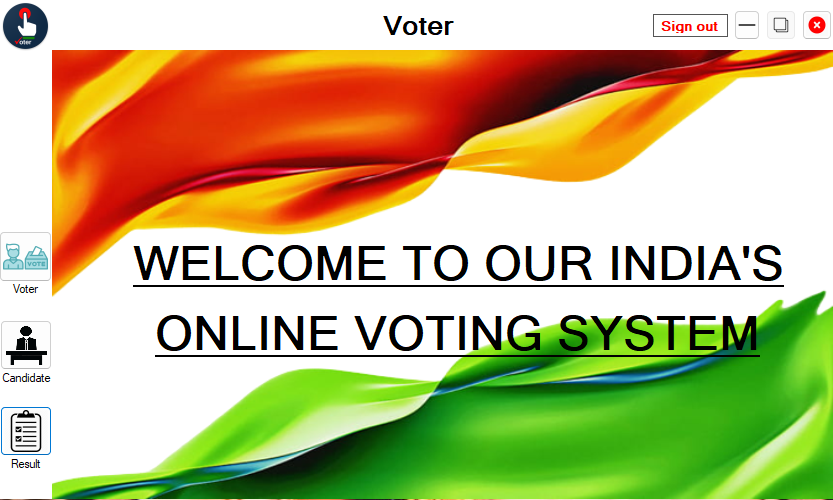 Voter
Voter
Sign out
WELCOME TO OUR INDIA'S
ONLINE VOTING SYSTEM
VOTE
Voter
Candidate
Result